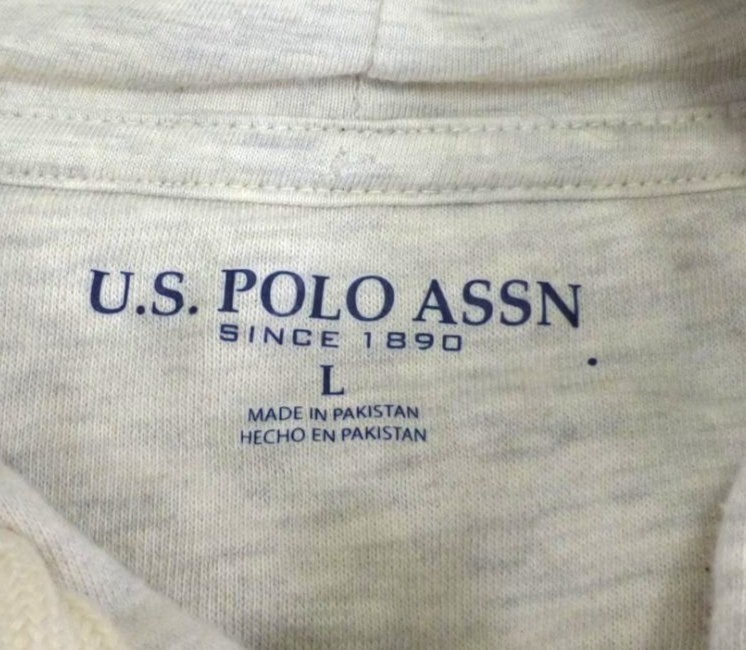 U.S. POLO ASSN
SINCE 1890
L
MADE IN PAKISTAN
HECHO EN PAKISTAN